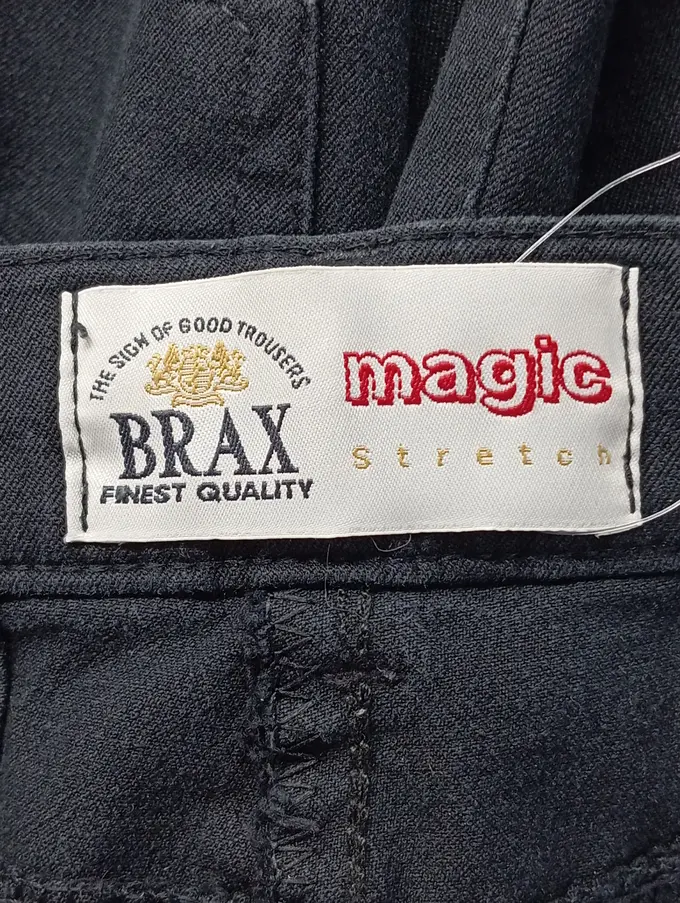 THE SIGN OF GOOD TROUSERS
BRAX
FINEST QUALITY
magic
stretch